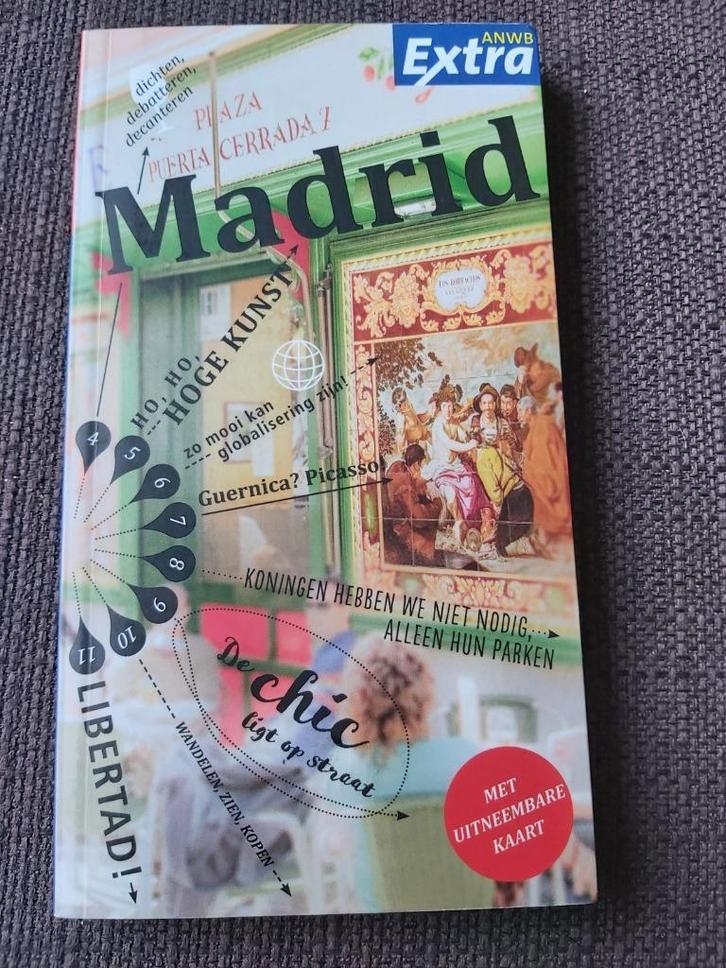 ANWB
Extra
dichten,
debatteren,
decanteren
PLAZA
PUERTA CERRADA 7
Madrid
LOS BORRACHOS
HO, HO,
HOGE KUNST
zo mooi kan
globalisering zijn!
Guernica? Picasso!
4
5
6
7
8
9
10
11
KONINGEN HEBBEN WE NIET NODIG,
ALLEEN HUN PARKEN
De
chic
ligt op straat
WANDELEN, ZIEN, KOPEN
LIBERTAD!
MET
UITNEEMBARE
KAART